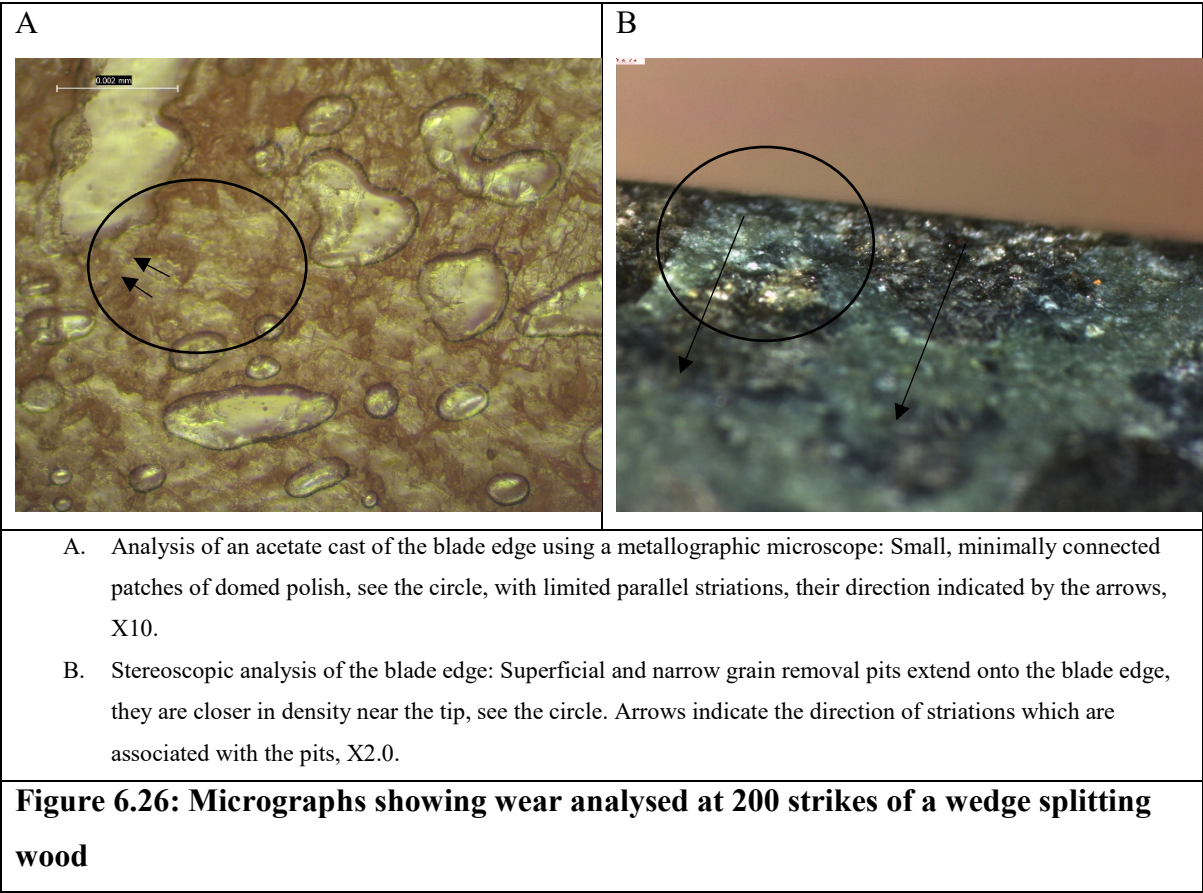 A
B
0.002 mm
A. Analysis of an acetate cast of the blade edge using a metallographic microscope: Small, minimally connected
patches of domed polish, see the circle, with limited parallel striations, their direction indicated by the arrows,
X10.
B. Stereoscopic analysis of the blade edge: Superficial and narrow grain removal pits extend onto the blade edge,
they are closer in density near the tip, see the circle. Arrows indicate the direction of striations which are
associated with the pits, X2.0.
Figure 6.26: Micrographs showing wear analysed at 200 strikes of a wedge splitting
wood